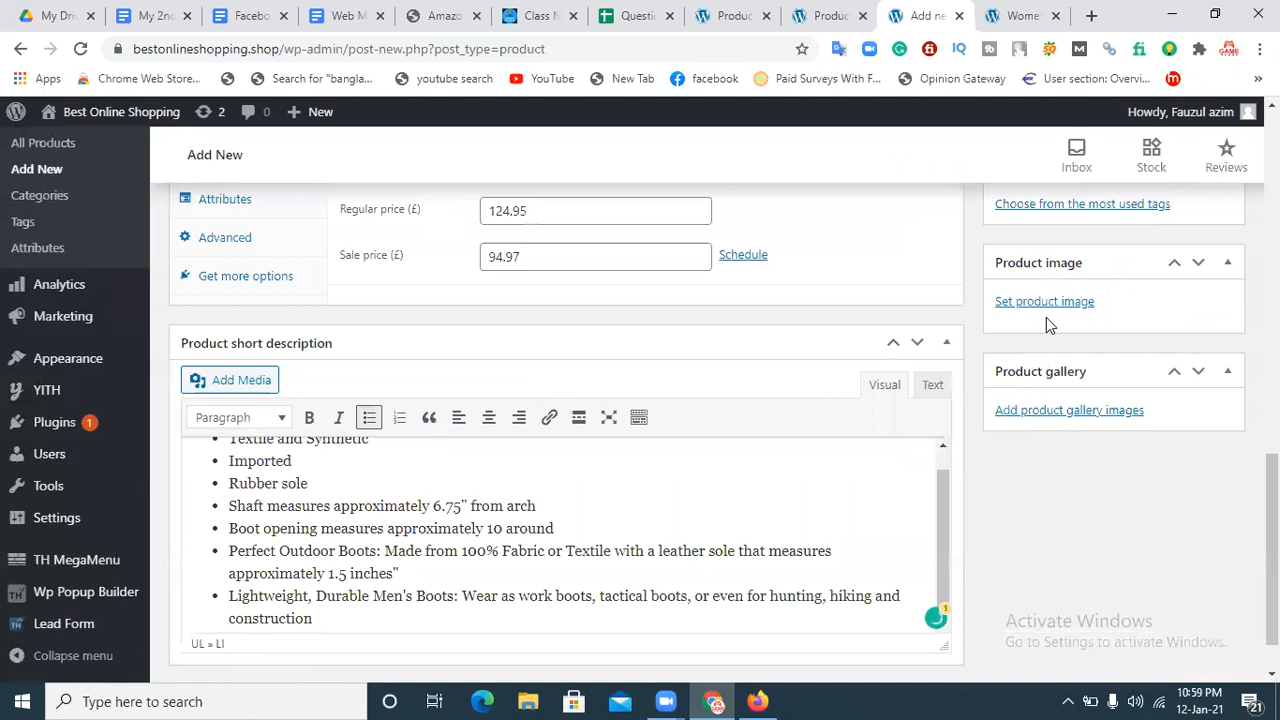 My Driv
My 2nd
Facebo
Web M
Amazo
Class
Questi
Produc
Produc
Add ne
Wome
bestonlineshopping.shop/wp-admin/post-new.php?post_type=product
Apps
Chrome Web Store...
Search for "bangla...
youtube search
YouTube
New Tab
facebook
Paid Surveys With F...
Opinion Gateway
User section: Overvi...
Best Online Shopping
2
0
New
Howdy, Fauzul azim
All Products
Add New
Categories
Tags
Attributes
Analytics
Marketing
Appearance
YITH
Plugins 1
Users
Tools
Settings
TH MegaMenu
Wp Popup Builder
Lead Form
Collapse menu
Add New
Inbox
Stock
Reviews
Attributes
Advanced
Get more options
Regular price (£)
124.95
Sale price (£)
94.97
Schedule
Choose from the most used tags
Product image
Set product image
Product gallery
Add product gallery images
Product short description
Add Media
Visual
Text
Paragraph
Textile and Synthetic
Imported
Rubber sole
Shaft measures approximately 6.75" from arch
Boot opening measures approximately 10 around
Perfect Outdoor Boots: Made from 100% Fabric or Textile with a leather sole that measures
approximately 1.5 inches"
Lightweight, Durable Men's Boots: Wear as work boots, tactical boots, or even for hunting, hiking and
construction
1
UL » LI
Activate Windows
Go to Settings to activate Windows.
Type here to search
10:59 PM
12-Jan-21
21